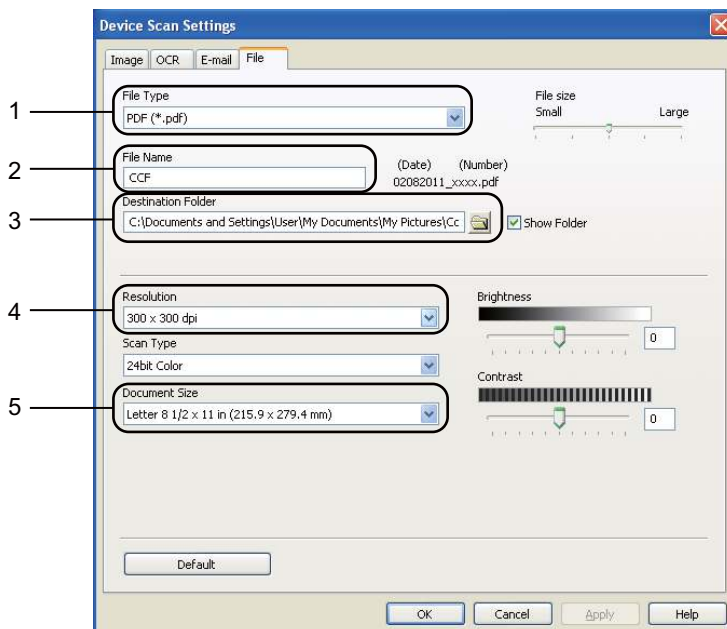 Device Scan Settings
Image OCR E-mail File
1
File Type
PDF (*.pdf)
File size
Small Large
2
File Name
CCF
(Date) (Number)
02082011_xxxx.pdf
3
Destination Folder
C:\Documents and Settings\User\My Documents\My Pictures\Cc
Show Folder
4
Resolution
300 x 300 dpi
Brightness
0
Scan Type
24bit Color
Contrast
0
5
Document Size
Letter 8 1/2 x 11 in (215.9 x 279.4 mm)
Default
OK Cancel Apply Help